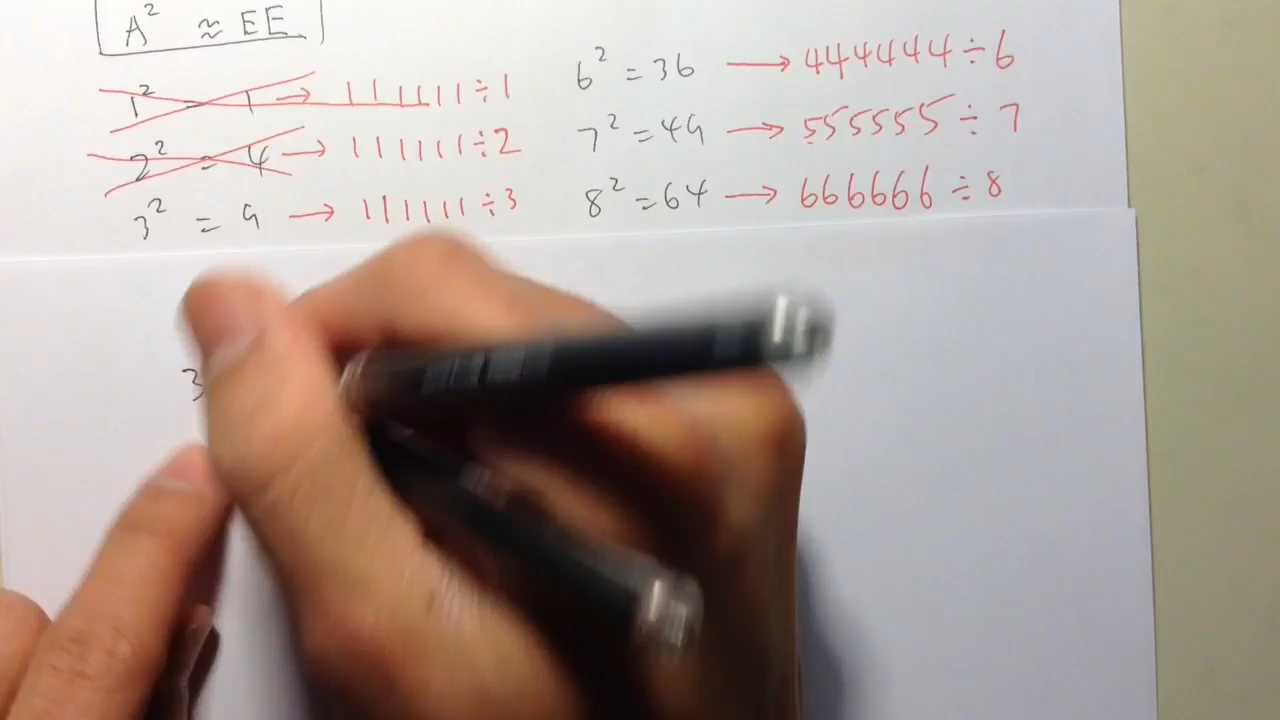 A² ≈ EE
1² = 1 → 111111÷1
2² = 4 → 111111÷2
3² = 9 → 111111÷3
6² = 36 → 444444÷6
7² = 49 → 555555÷7
8² = 64 → 666666÷8
3